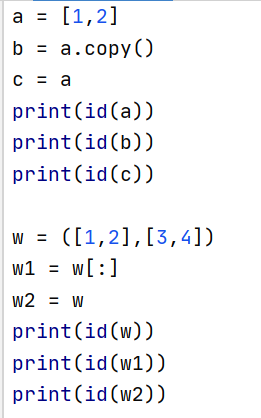 a = [1,2]
b = a.copy()
c = a
print(id(a))
print(id(b))
print(id(c))

w = ([1,2],[3,4])
w1 = w[:]
w2 = w
print(id(w))
print(id(w1))
print(id(w2))